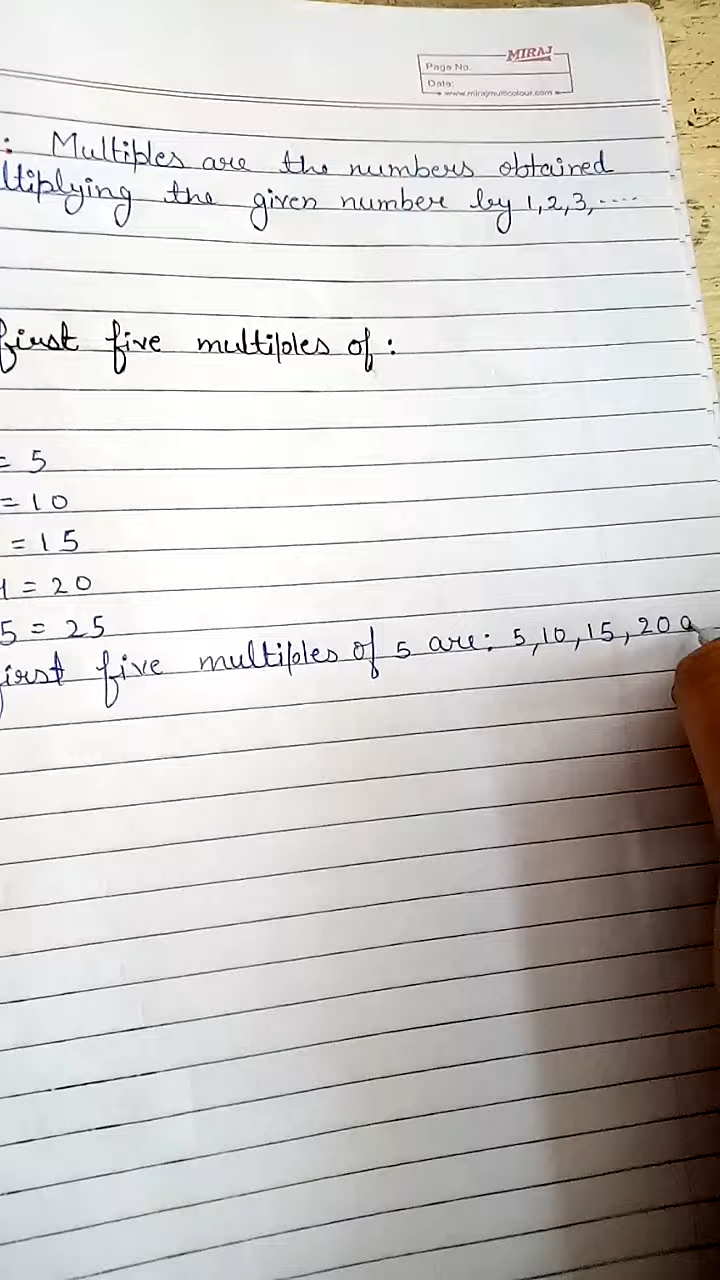 MIRAJ
Page No.
Date:
www.mirajmulticolour.com
: Multiples are the numbers obtained
ltiplying the given number by 1,2,3,....
first five multiples of :
= 5
= 10
= 15
4 = 20
5 = 25
irst five multiples of 5 are: 5,10,15,20 a